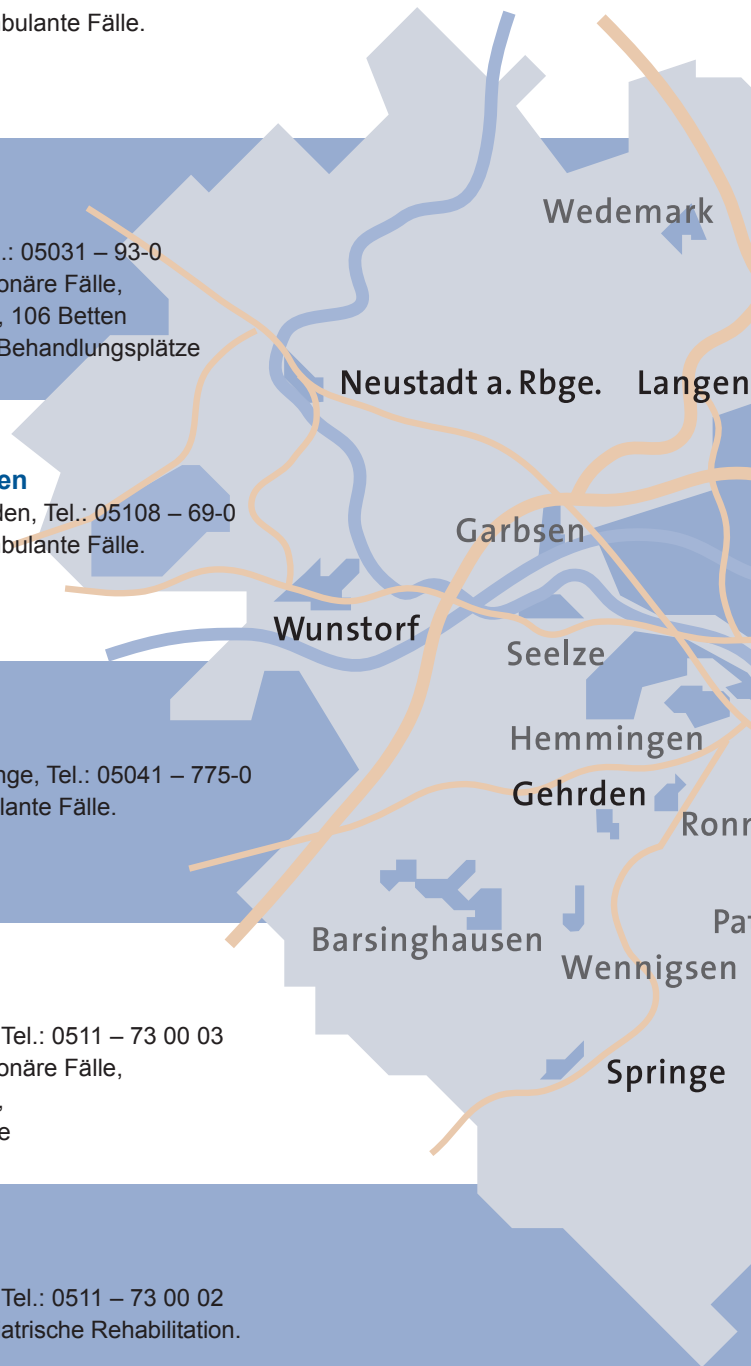 bulante Fälle.
.: 05031 – 93-0
onäre Fälle,
, 106 Betten
Behandlungsplätze
en
den, Tel.: 05108 – 69-0
bulante Fälle.
nge, Tel.: 05041 – 775-0
lante Fälle.
Tel.: 0511 – 73 00 03
onäre Fälle,
,
e
Tel.: 0511 – 73 00 02
atrische Rehabilitation.
Wedemark
Neustadt a. Rbge.
Langen
Garbsen
Wunstorf
Seelze
Hemmingen
Gehrden
Ronn
Pat
Barsinghausen
Wennigsen
Springe